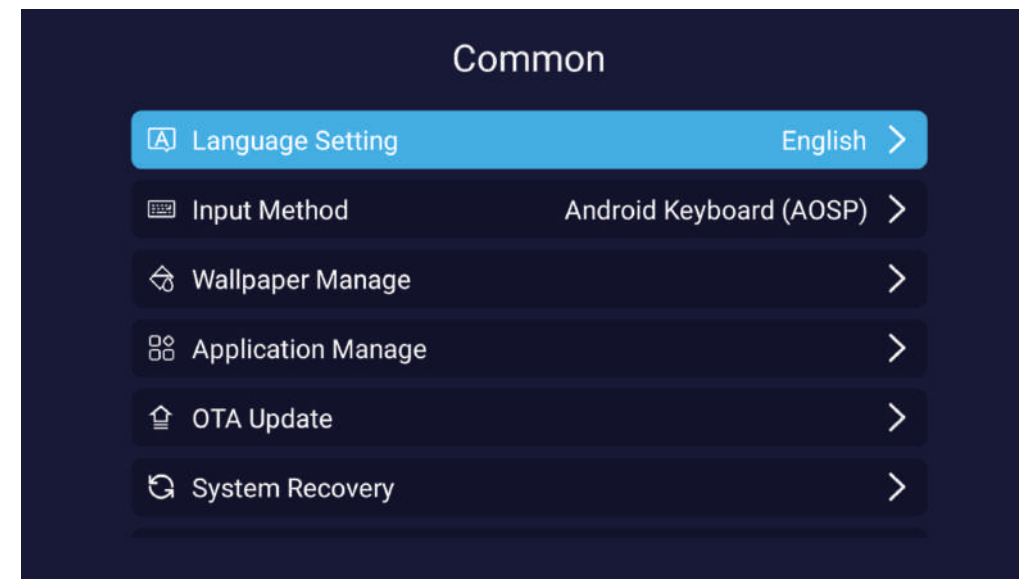 Common
Language Setting English
Input Method Android Keyboard (AOSP)
Wallpaper Manage
Application Manage
OTA Update
System Recovery